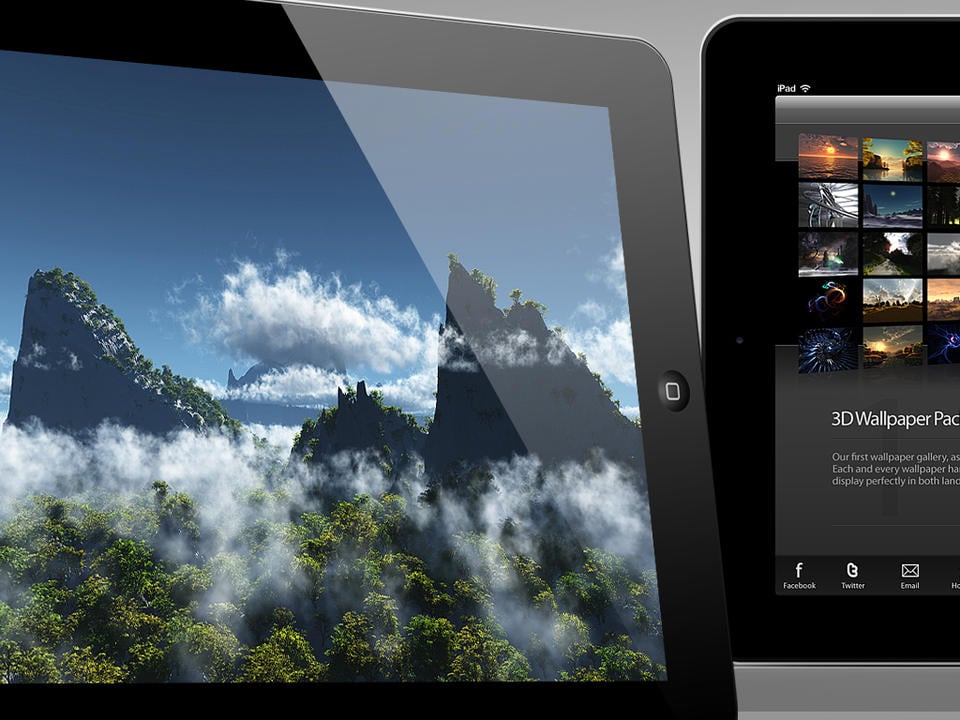 iPad
3D Wallpaper Pac
Our first wallpaper gallery, as
Each and every wallpaper ha
display perfectly in both land
Facebook
Twitter
Email
Ho